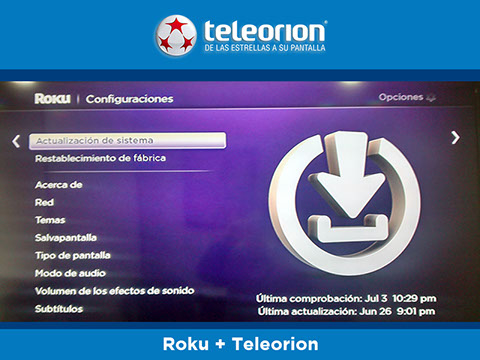 teleorion
DE LAS ESTRELLAS A SU PANTALLA
ROKU | Configuraciones
Opciones
Actualización de sistema
Restablecimiento de fábrica
Acerca de
Red
Temas
Salvapantalla
Tipo de pantalla
Modo de audio
Volumen de los efectos de sonido
Subtítulos
Última comprobación: Jul 3 10:29 pm
Última actualización: Jun 26 9:01 pm
Roku + Teleorion